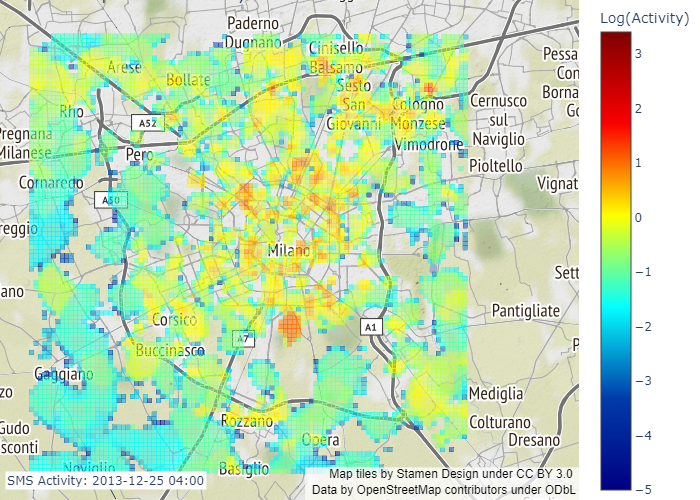 Log(Activity)
3
2
1
0
−1
−2
−3
−4
−5
Paderno
Dugnano
Cinisello
Balsamo
Arese
Bollate
Sesto
San
Giovanni
Cologno
Monzese
Cernusco
sul
Naviglio
Pessa
Con
Borna
Go
Rho
A52
Pregnana
Milanese
Pero
Vimodrone
Pioltello
Cornaredo
A50
Vignat
reggio
Milano
Sett
ano
Pantigliate
Corsico
A7
A1
Buccinasco
P
Gaggiano
zo
Mediglia
Rozzano
Colturano
Gudo
sconti
Opera
Dresano
Noviglio
Basiglio
SMS Activity: 2013-12-25 04:00
Map tiles by Stamen Design under CC BY 3.0
Data by OpenStreetMap contributors under ODbL